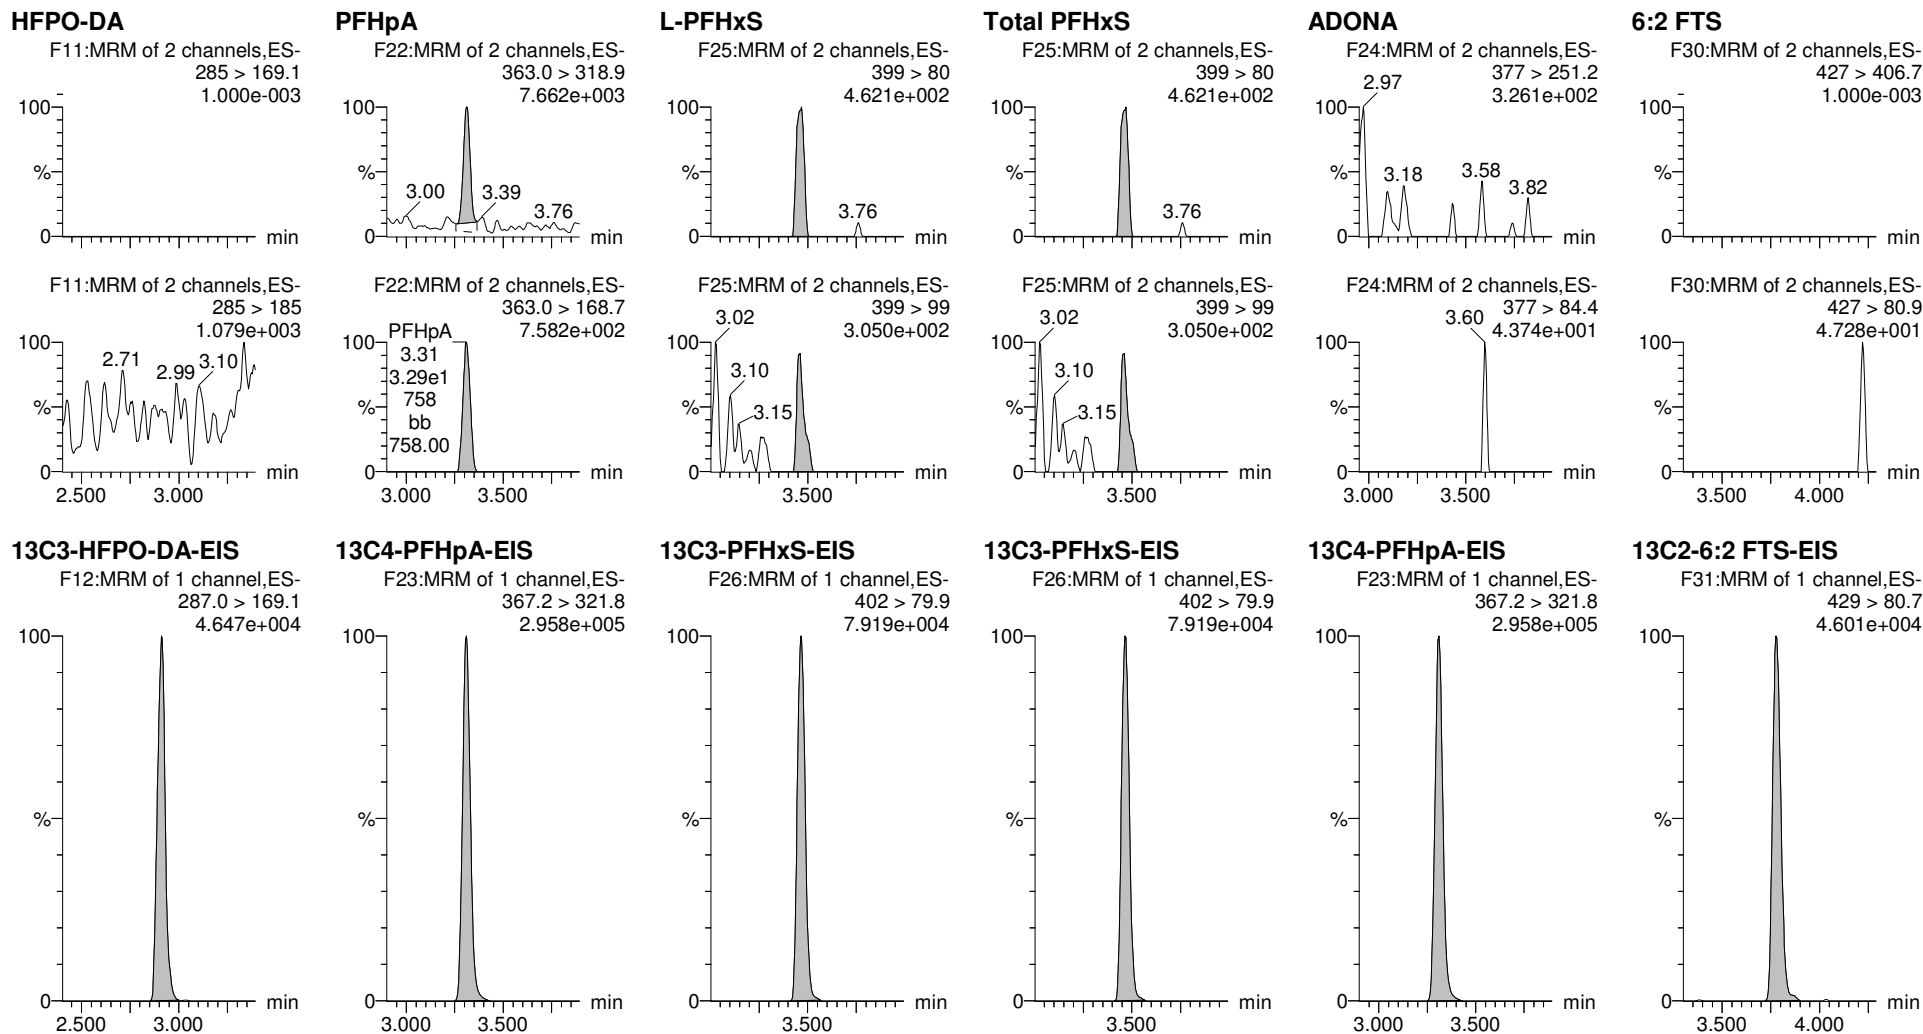 HFPO-DA
F11:MRM of 2 channels,ES-
285 > 169.1
1.000e-003
100
%
0
min
F11:MRM of 2 channels,ES-
285 > 185
1.079e+003
100
2.71
2.99
3.10
%
0
min
2.500 3.000
PFHpA
F22:MRM of 2 channels,ES-
363.0 > 318.9
7.662e+003
100
%
3.00
3.39
3.76
0
min
F22:MRM of 2 channels,ES-
363.0 > 168.7
7.582e+002
100
PFHpA
3.31
3.29e1
758
bb
758.00
%
0
min
3.000 3.500
L-PFHxS
F25:MRM of 2 channels,ES-
399 > 80
4.621e+002
100
%
3.76
0
min
F25:MRM of 2 channels,ES-
399 > 99
3.050e+002
3.02
100
3.10
3.15
%
0
min
3.500
Total PFHxS
F25:MRM of 2 channels,ES-
399 > 80
4.621e+002
100
%
3.76
0
min
F25:MRM of 2 channels,ES-
399 > 99
3.050e+002
3.02
100
3.10
3.15
%
0
min
3.500
ADONA
F24:MRM of 2 channels,ES-
377 > 251.2
3.261e+002
2.97
100
%
3.18
3.58
3.82
0
min
F24:MRM of 2 channels,ES-
377 > 84.4
3.60
4.374e+001
100
%
0
min
3.000 3.500
6:2 FTS
F30:MRM of 2 channels,ES-
427 > 406.7
1.000e-003
100
%
0
min
F30:MRM of 2 channels,ES-
427 > 80.9
4.728e+001
100
%
0
min
3.500 4.000
13C3-HFPO-DA-EIS
F12:MRM of 1 channel,ES-
287.0 > 169.1
4.647e+004
100
%
0
min
2.500 3.000
13C4-PFHpA-EIS
F23:MRM of 1 channel,ES-
367.2 > 321.8
2.958e+005
100
%
0
min
3.000 3.500
13C3-PFHxS-EIS
F26:MRM of 1 channel,ES-
402 > 79.9
7.919e+004
100
%
0
min
3.500
13C3-PFHxS-EIS
F26:MRM of 1 channel,ES-
402 > 79.9
7.919e+004
100
%
0
min
3.500
13C4-PFHpA-EIS
F23:MRM of 1 channel,ES-
367.2 > 321.8
2.958e+005
100
%
0
min
3.000 3.500
13C2-6:2 FTS-EIS
F31:MRM of 1 channel,ES-
429 > 80.7
4.601e+004
100
%
0
min
3.500 4.000